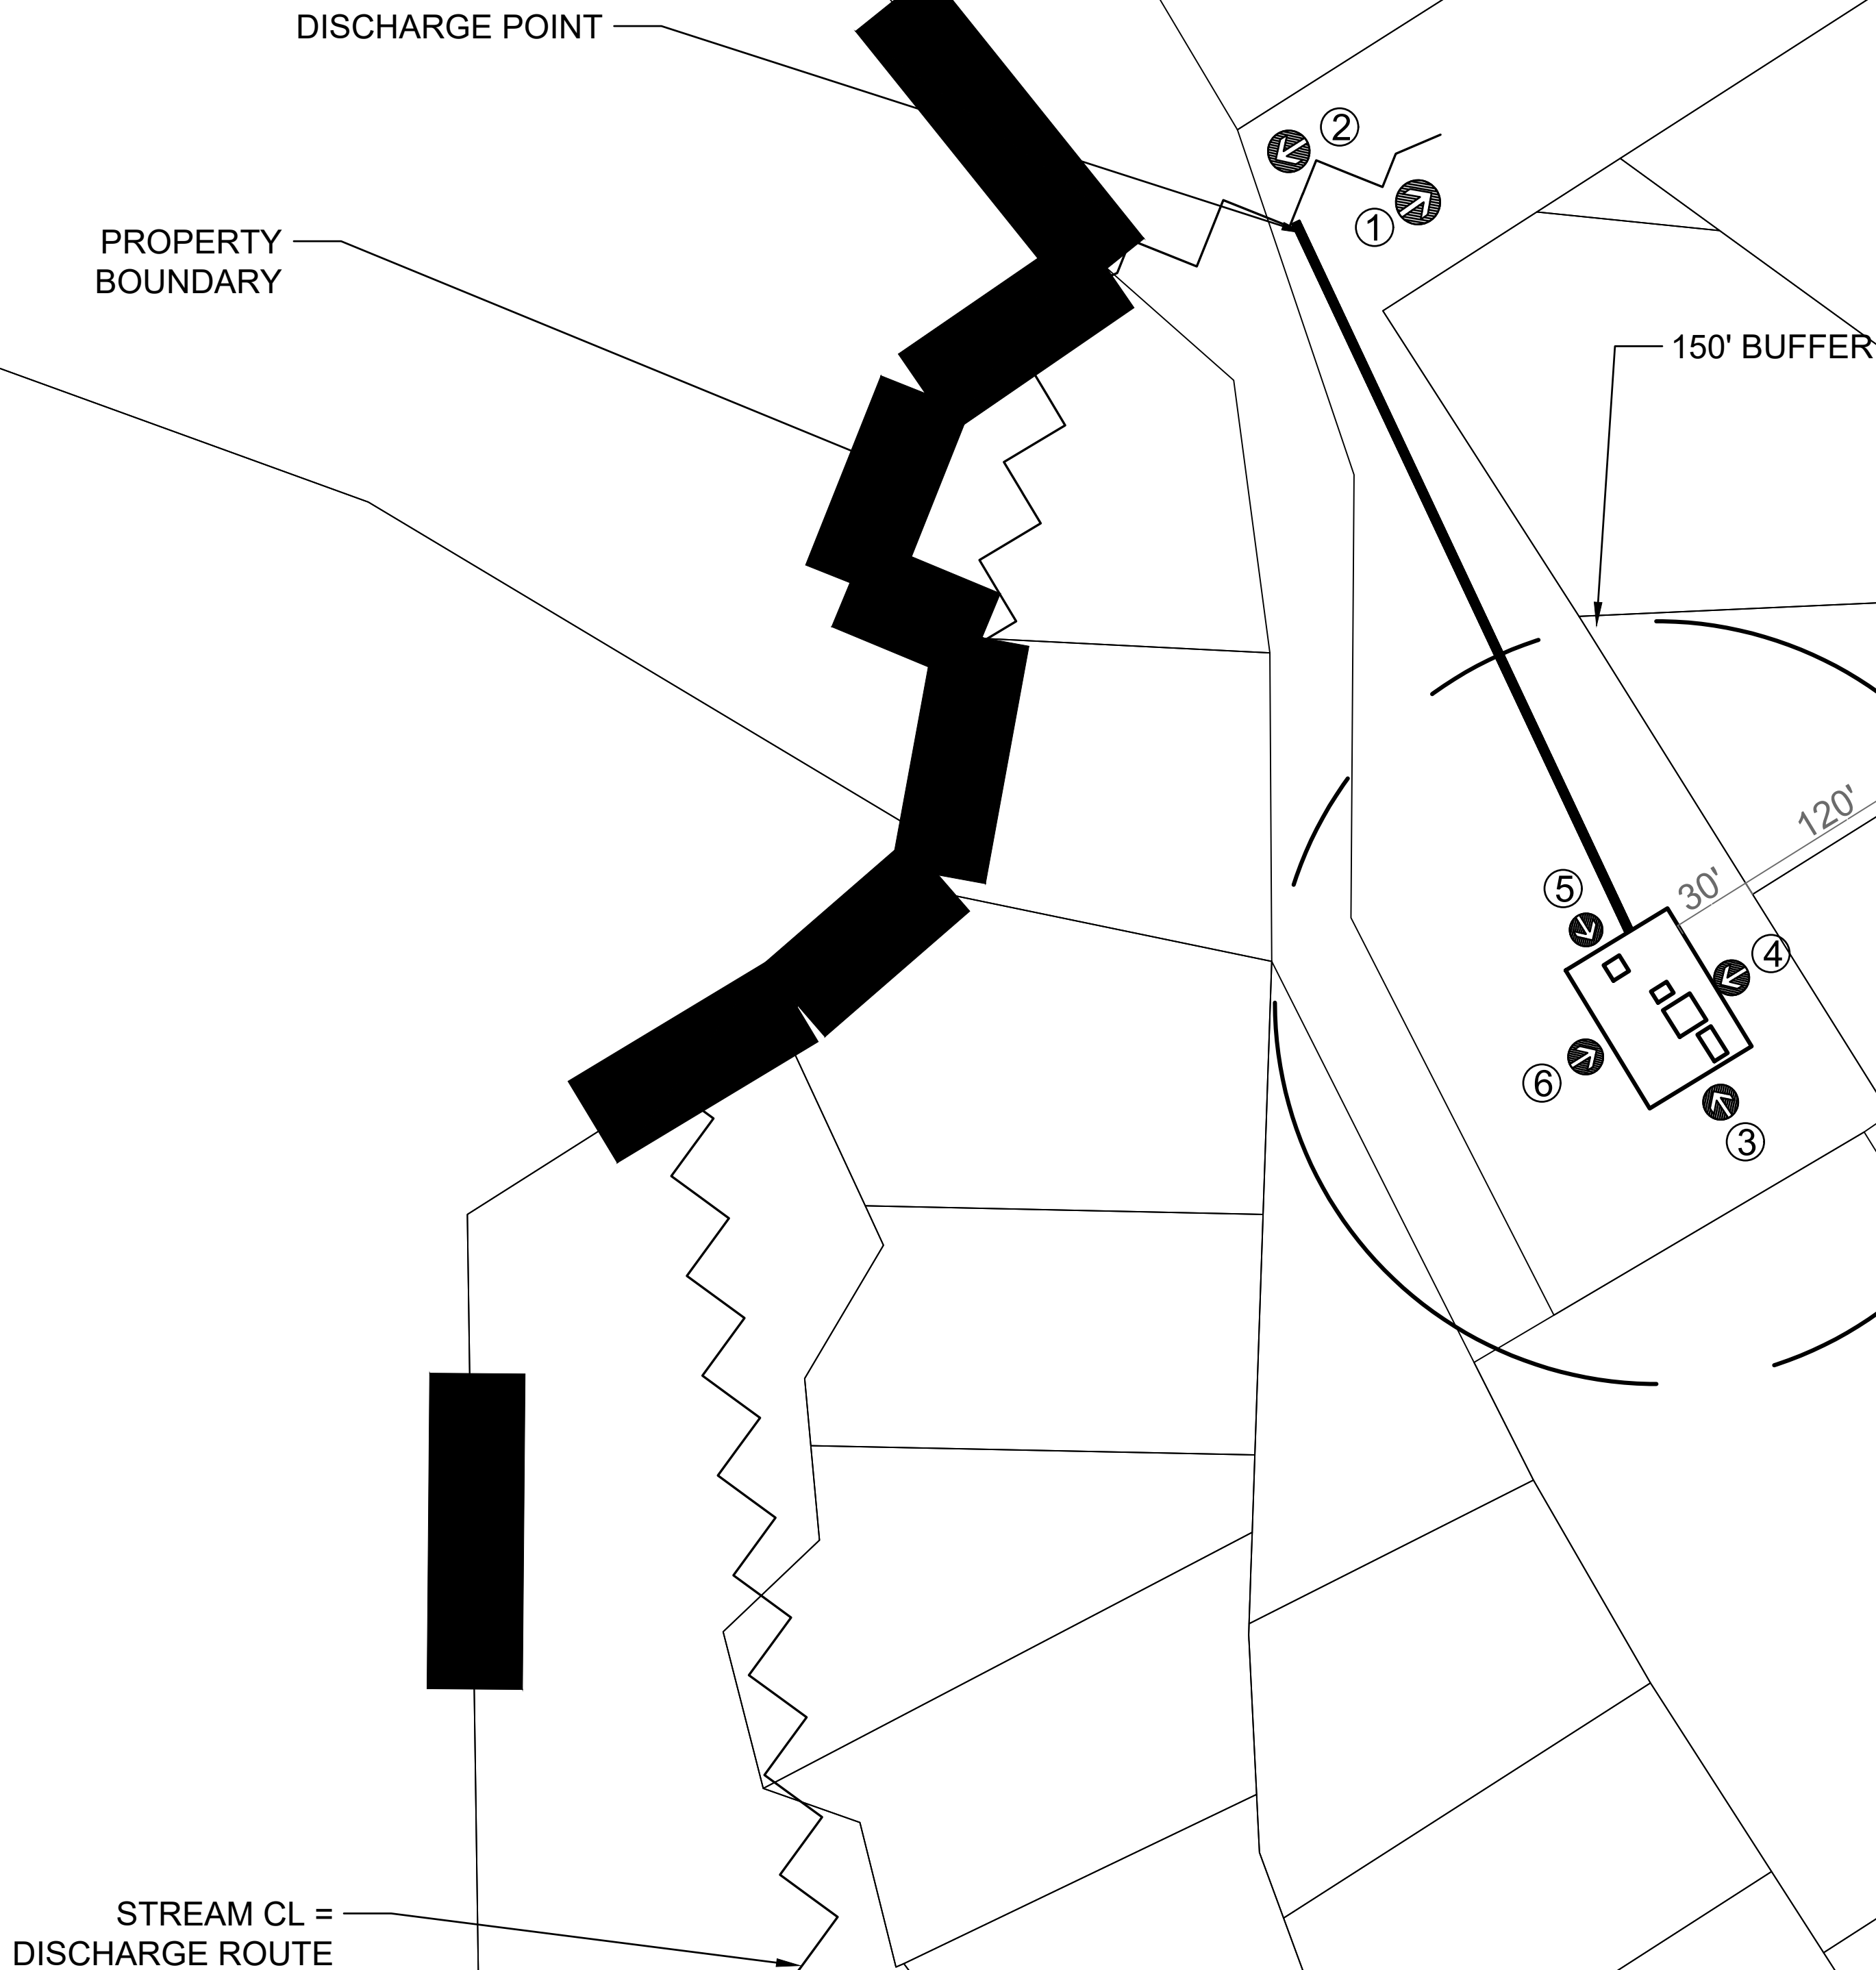 DISCHARGE POINT
2
1
PROPERTY
BOUNDARY
150' BUFFER
120'
30'
5
4
6
3
STREAM CL =
DISCHARGE ROUTE